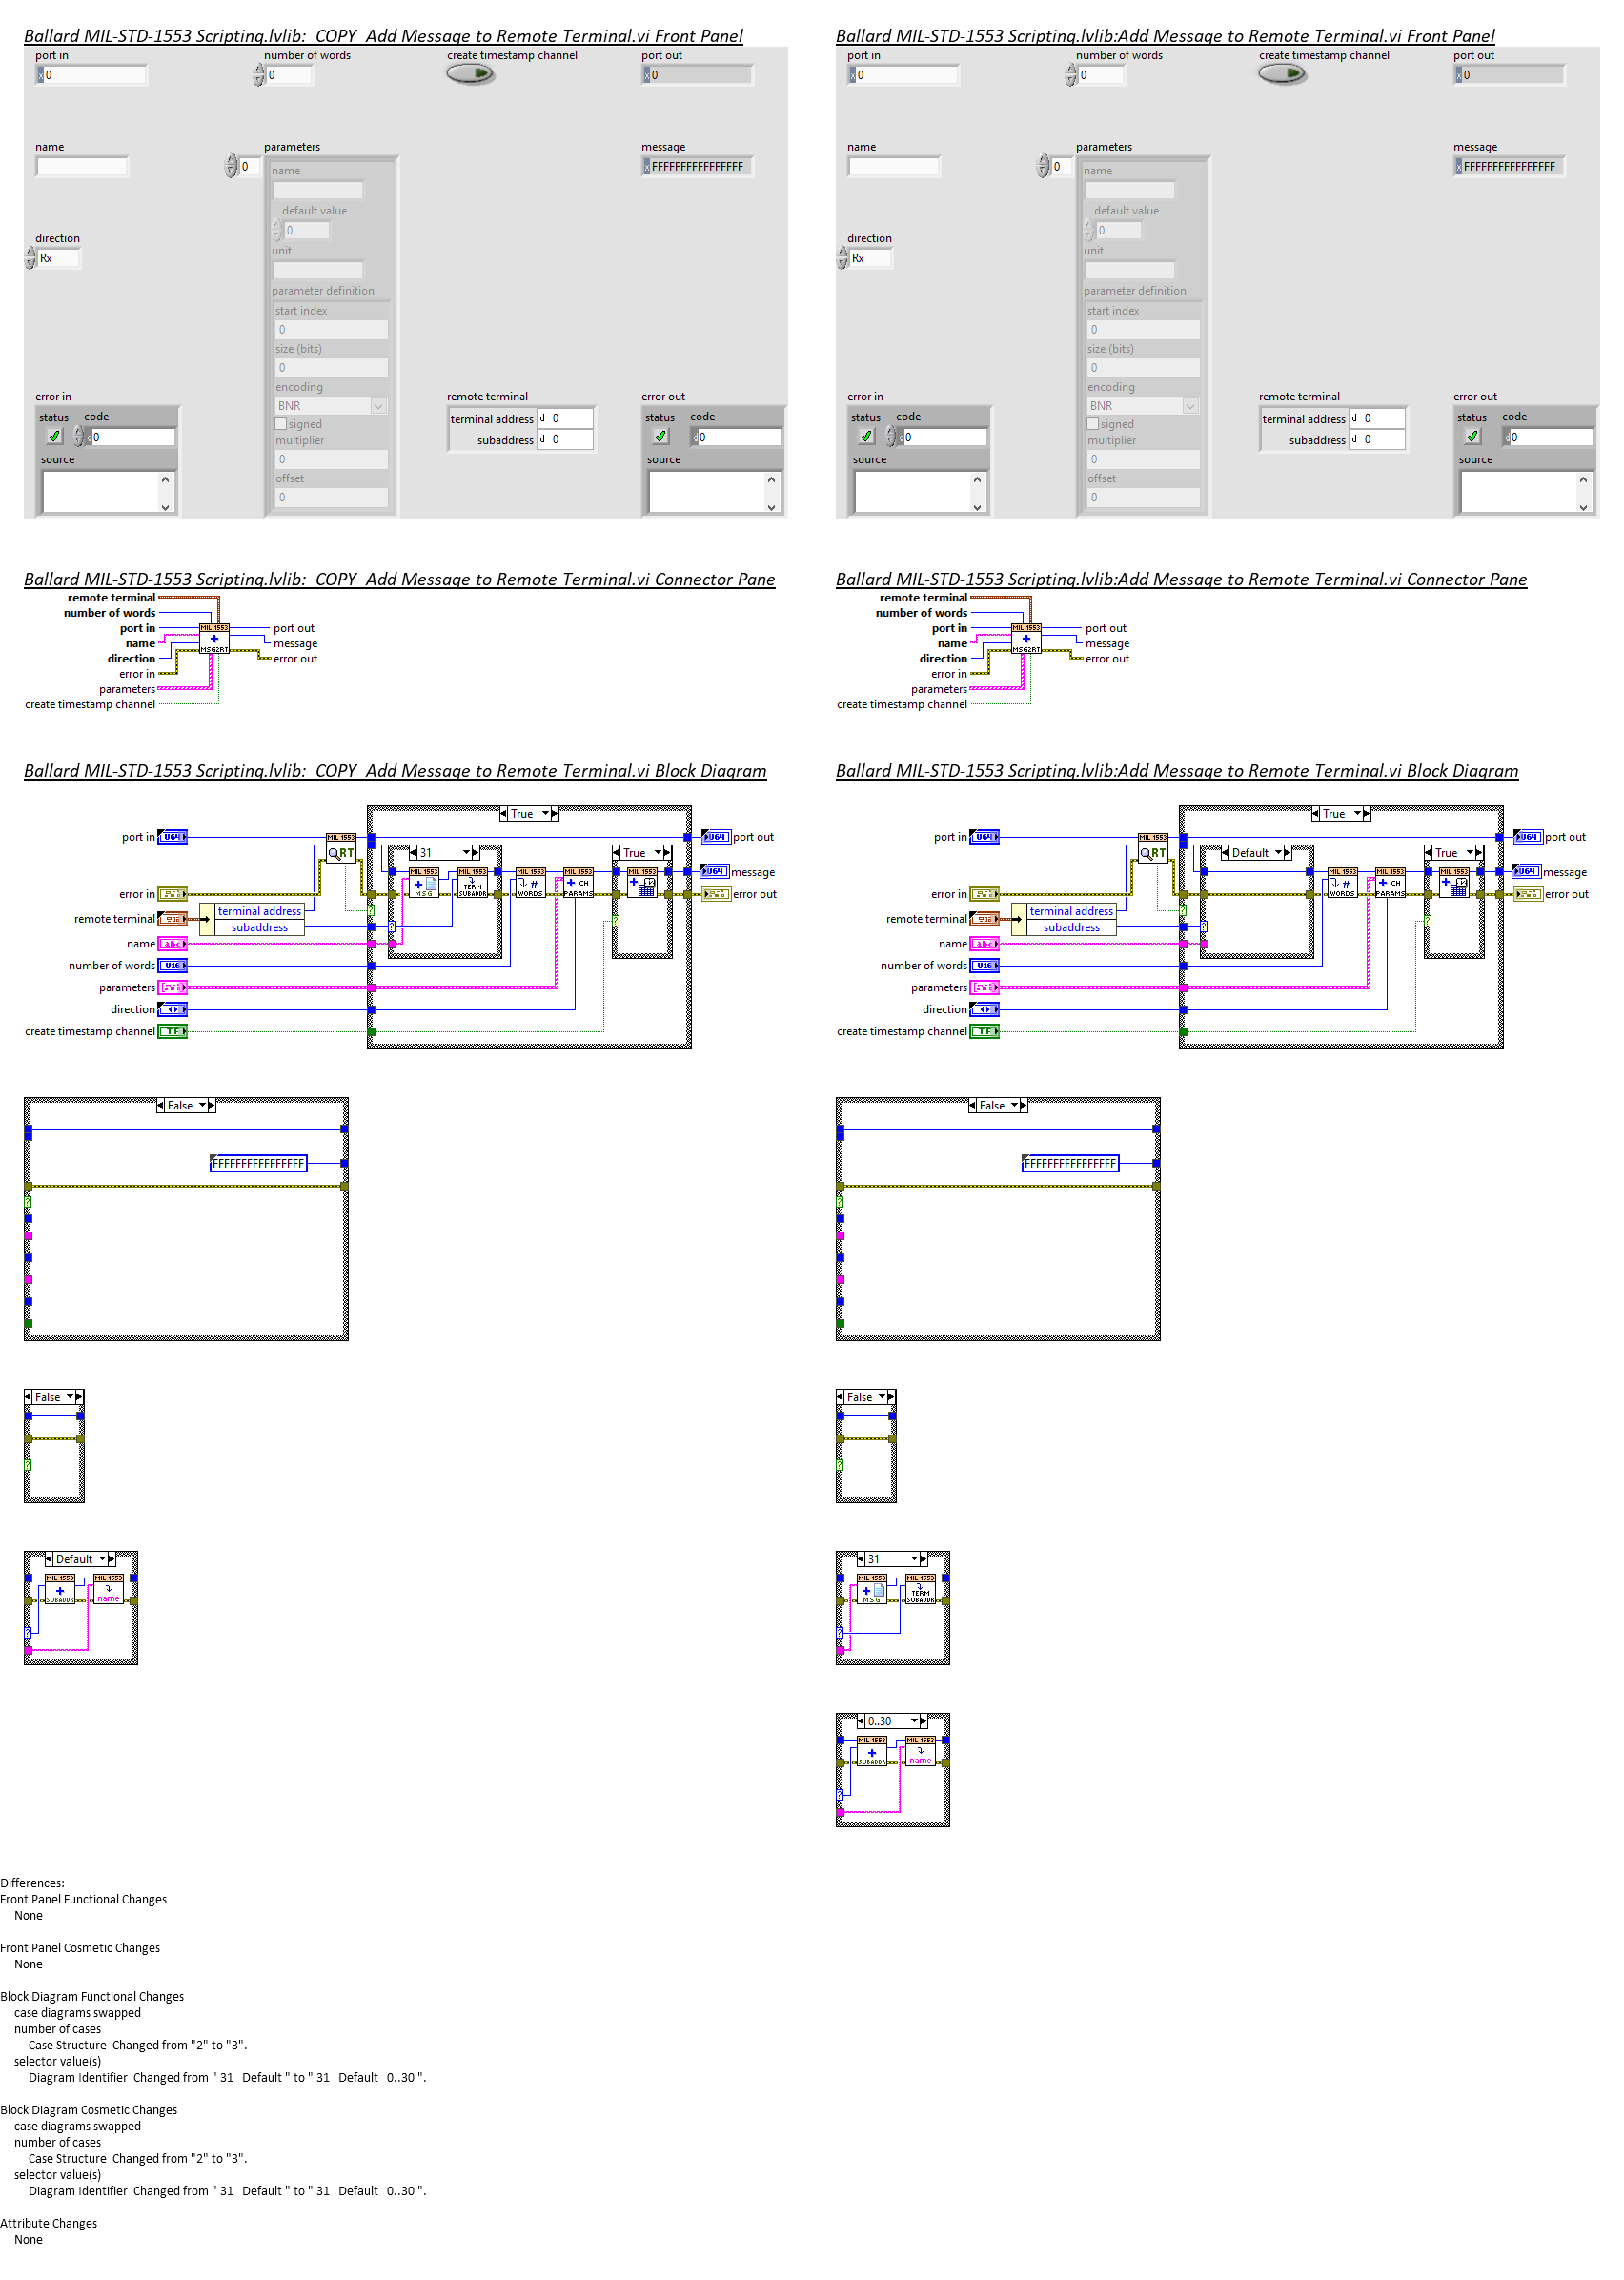 Ballard MIL-STD-1553 Scripting.lvlib:  COPY  Add Message to Remote Terminal.vi Front Panel
port in
number of words
create timestamp channel
port out
x 0
0
x 0
name
parameters
message
0
name
x FFFFFFFFFFFFFFFF
default value
0
direction
unit
Rx
parameter definition
start index
0
size (bits)
0
encoding
BNR
signed
multiplier
0
offset
0
error in
status code
d 0
source
remote terminal
terminal address d 0
subaddress d 0
error out
status code
d 0
source
Ballard MIL-STD-1553 Scripting.lvlib:Add Message to Remote Terminal.vi Front Panel
port in
number of words
create timestamp channel
port out
x 0
0
x 0
name
parameters
message
0
name
x FFFFFFFFFFFFFFFF
default value
0
direction
unit
Rx
parameter definition
start index
0
size (bits)
0
encoding
BNR
signed
multiplier
0
offset
0
error in
status code
d 0
source
remote terminal
terminal address d 0
subaddress d 0
error out
status code
d 0
source
Ballard MIL-STD-1553 Scripting.lvlib:  COPY  Add Message to Remote Terminal.vi Connector Pane
remote terminal
number of words
port in
name
direction
error in
parameters
create timestamp channel
MIL 1553
+
MSG2RT
port out
message
error out
Ballard MIL-STD-1553 Scripting.lvlib:Add Message to Remote Terminal.vi Connector Pane
remote terminal
number of words
port in
name
direction
error in
parameters
create timestamp channel
MIL 1553
+
MSG2RT
port out
message
error out
Ballard MIL-STD-1553 Scripting.lvlib:  COPY  Add Message to Remote Terminal.vi Block Diagram
True
port in U64
MIL 1553
RT
31
True
U64 port out
MIL 1553
+
MSG
MIL 1553
TERM
SUBADDR
MIL 1553
#
WORDS
MIL 1553
+ CH
PARAMS
MIL 1553
+
U64 message
error in
error out
remote terminal
terminal address
subaddress
name abc
number of words U16
parameters
direction
create timestamp channel TF
Ballard MIL-STD-1553 Scripting.lvlib:Add Message to Remote Terminal.vi Block Diagram
True
port in U64
MIL 1553
RT
Default
True
U64 port out
MIL 1553
#
WORDS
MIL 1553
+ CH
PARAMS
MIL 1553
+
U64 message
error in
error out
remote terminal
terminal address
subaddress
name abc
number of words U16
parameters
direction
create timestamp channel TF
False
FFFFFFFFFFFFFFFF
?
False
FFFFFFFFFFFFFFFF
?
False
?
False
?
Default
MIL 1553
+
SUBADDR
MIL 1553
name
?
31
MIL 1553
+
MSG
MIL 1553
TERM
SUBADDR
?
0..30
MIL 1553
+
SUBADDR
MIL 1553
name
?
Differences:
Front Panel Functional Changes
None
Front Panel Cosmetic Changes
None
Block Diagram Functional Changes
case diagrams swapped
number of cases
Case Structure  Changed from "2" to "3".
selector value(s)
Diagram Identifier  Changed from " 31   Default " to " 31   Default   0..30 ".
Block Diagram Cosmetic Changes
case diagrams swapped
number of cases
Case Structure  Changed from "2" to "3".
selector value(s)
Diagram Identifier  Changed from " 31   Default " to " 31   Default   0..30 ".
Attribute Changes
None